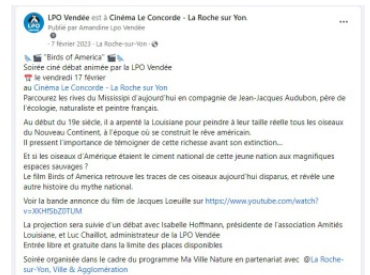 LPO Vendée est à Cinéma Le Concorde - La Roche sur Yon.
Publié par Amandine Lpo Vendée
· 7 février 2023 · La Roche-sur-Yon ·
"Birds of America"
Soirée ciné débat animée par la LPO Vendée
le vendredi 17 février
au Cinéma Le Concorde - La Roche sur Yon
Parcourez les rives du Mississipi d'aujourd'hui en compagnie de Jean-Jacques Audubon, père de
l'écologie, naturaliste et peintre français.
Au début du 19e siècle, il a arpenté la Louisiane pour peindre à leur taille réelle tous les oiseaux
du Nouveau Continent, à l'époque où se construit le rêve américain.
Il pressent l'importance de témoigner de cette richesse avant son extinction...
Et si les oiseaux d'Amérique étaient le ciment national de cette jeune nation aux magnifiques
espaces sauvages ?
Le film Birds of America retrouve les traces de ces oiseaux aujourd'hui disparus, et révèle une
autre histoire du mythe national.
Voir la bande annonce du film de Jacques Loeuille sur https://www.youtube.com/watch?
v=XKHfSbZ0TUM
La projection sera suivie d'un débat avec Isabelle Hoffmann, présidente de l'association Amitiés
Louisiane, et Luc Chaillot, administrateur de la LPO Vendée
Entrée libre et gratuite dans la limite des places disponibles
Soirée organisée dans le cadre du programme Ma Ville Nature en partenariat avec @La Roche-
sur-Yon, Ville & Agglomération